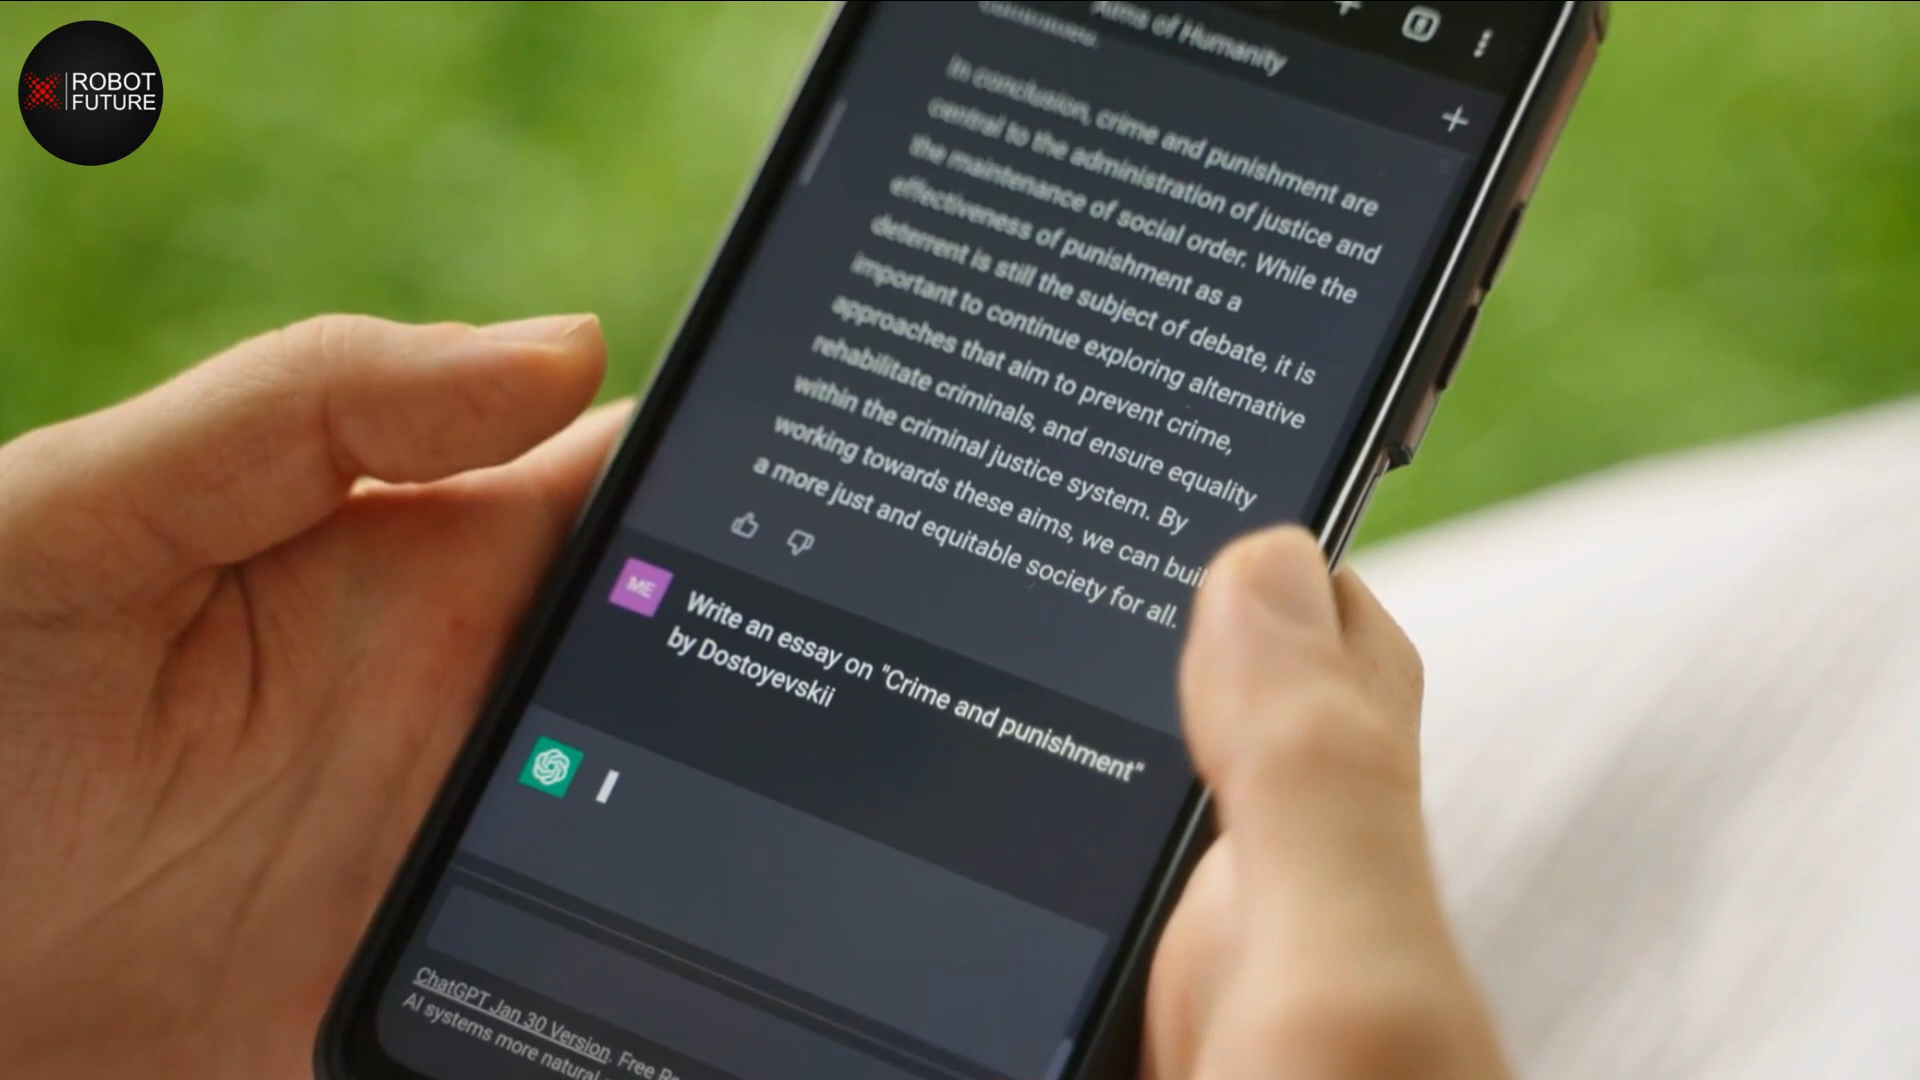 ROBOT
FUTURE
Aims of Humanity
In conclusion, crime and punishment are
central to the administration of justice and
the maintenance of social order. While the
effectiveness of punishment as a
deterrent is still the subject of debate, it is
important to continue exploring alternative
approaches that aim to prevent crime,
rehabilitate criminals, and ensure equality
within the criminal justice system. By
working towards these aims, we can buil
a more just and equitable society for all.
ME
Write an essay on "Crime and punishment"
by Dostoyevskii
ChatGPT Jan 30 Version. Free
AI systems more natural